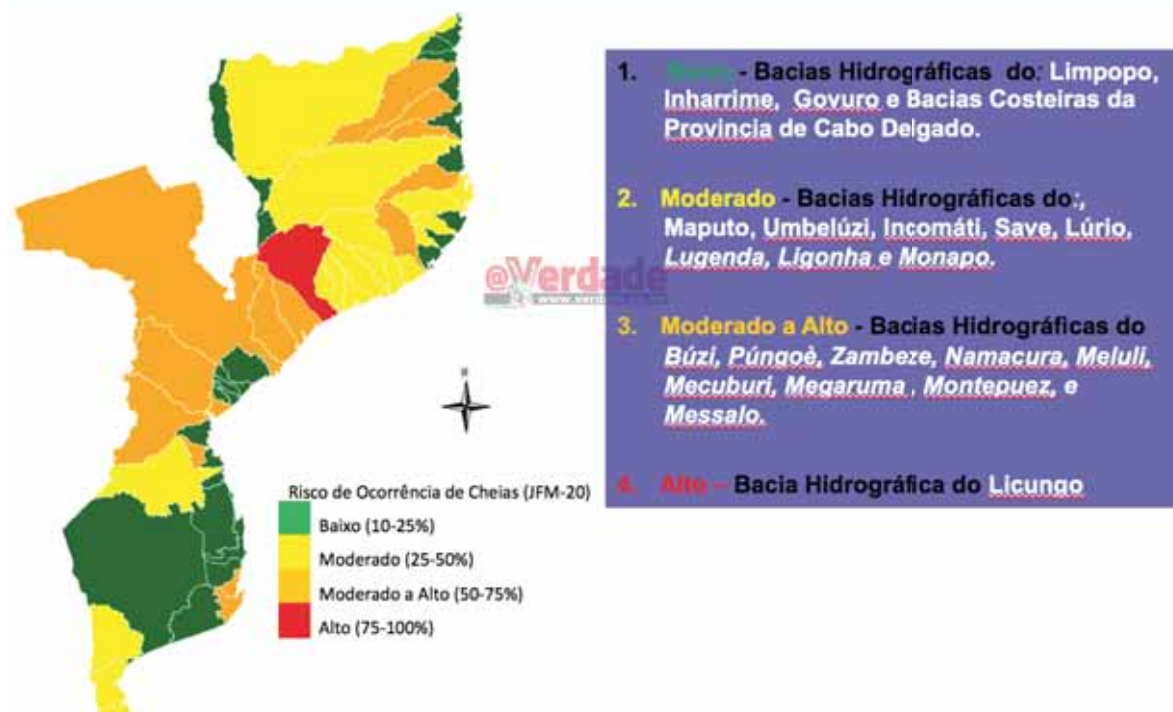 1. Baixo - Bacias Hidrográficas do: Limpopo,
Inharrime, Govuro e Bacias Costeiras da
Provincia de Cabo Delgado.
2. Moderado - Bacias Hidrográficas do:,
Maputo, Umbelúzi, Incomáti, Save, Lúrio,
Lugenda, Ligonha e Monapo.
@Verdade
3. Moderado a Alto - Bacias Hidrográficas do
Búzi, Púngoè, Zambeze, Namacura, Meluli,
Mecuburi, Megaruma , Montepuez, e
Messalo.
4. Alto – Bacia Hidrográfica do Licungo
Risco de Ocorrência de Cheias (JFM-20)
Baixo (10-25%)
Moderado (25-50%)
Moderado a Alto (50-75%)
Alto (75-100%)